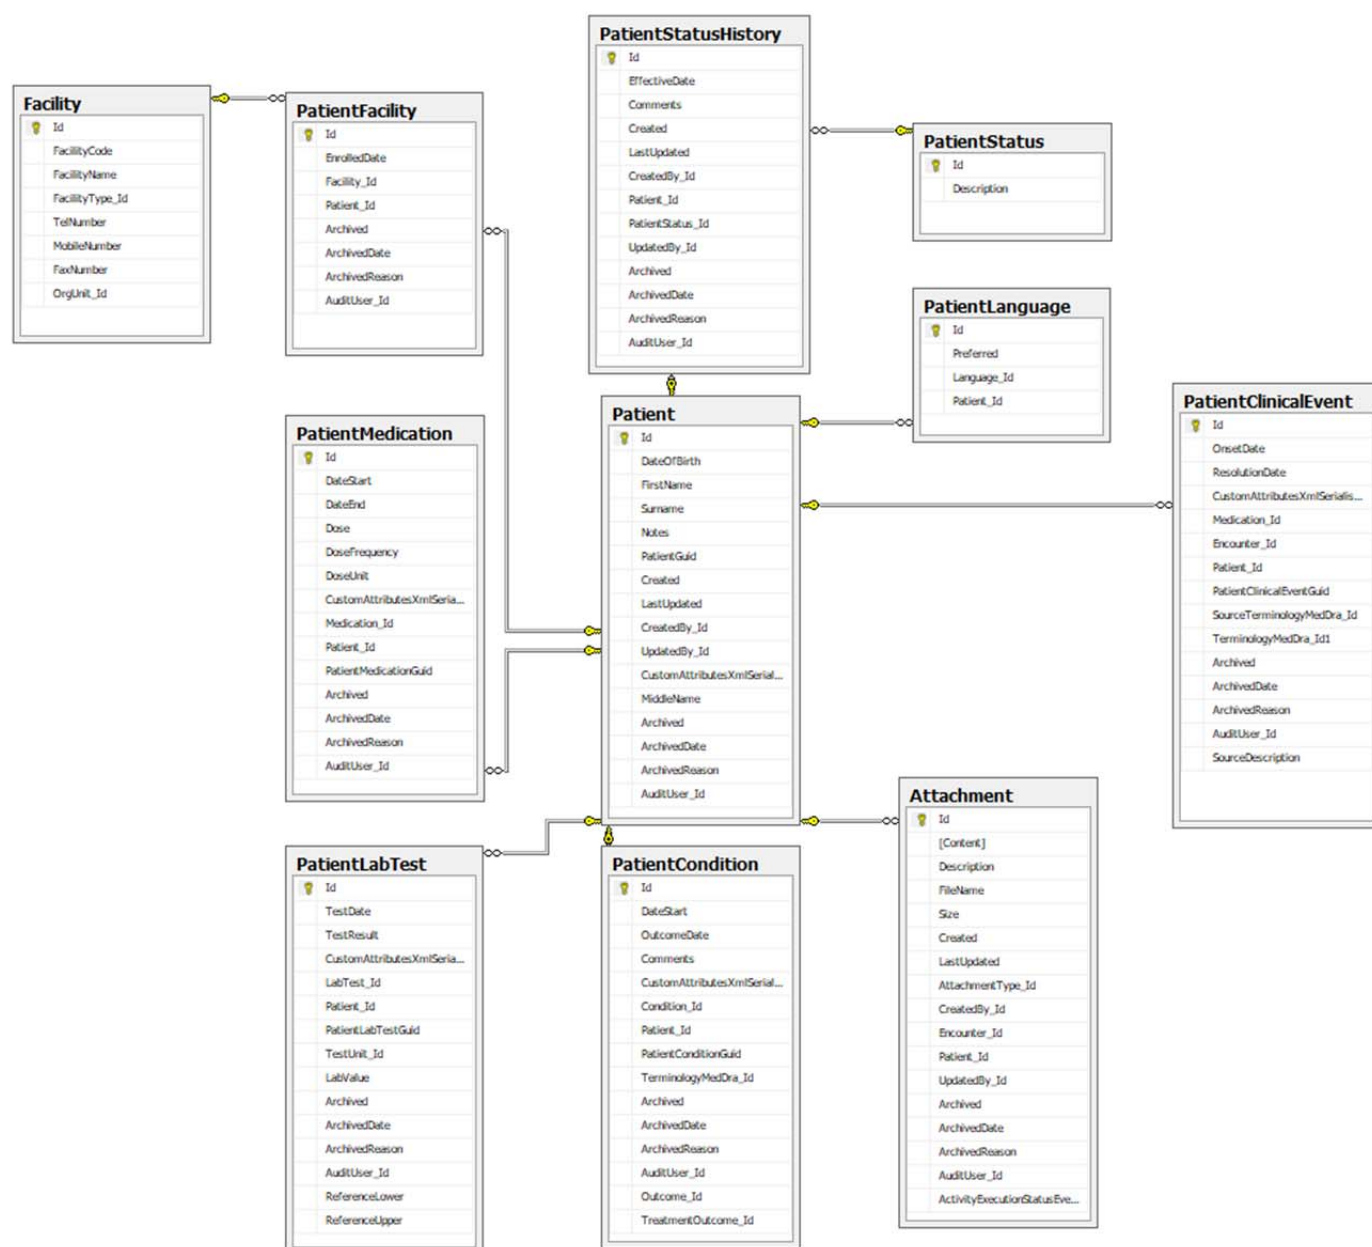 PatientStatusHistory
Id
EffectiveDate
Comments
Created
LastUpdated
CreatedBy_Id
Patient_Id
PatientStatus_Id
UpdatedBy_Id
Archived
ArchivedDate
ArchivedReason
AuditUser_Id
Facility
Id
FacilityCode
FacilityName
FacilityType_Id
TelNumber
MobileNumber
FaxNumber
OrgUnit_Id
PatientFacility
Id
EnrolledDate
Facility_Id
Patient_Id
Archived
ArchivedDate
ArchivedReason
AuditUser_Id
PatientStatus
Id
Description
PatientLanguage
Id
Preferred
Language_Id
Patient_Id
PatientClinicalEvent
Id
OnsetDate
ResolutionDate
CustomAttributesXmlSerialis...
Medication_Id
Encounter_Id
Patient_Id
PatientClinicalEventGuid
SourceTerminologyMedDra_Id
TerminologyMedDra_Id1
Archived
ArchivedDate
ArchivedReason
AuditUser_Id
SourceDescription
Patient
Id
DateOfBirth
FirstName
Surname
Notes
PatientGuid
Created
LastUpdated
CreatedBy_Id
UpdatedBy_Id
CustomAttributesXmlSerial...
MiddleName
Archived
ArchivedDate
ArchivedReason
AuditUser_Id
PatientMedication
Id
DateStart
DateEnd
Dose
DoseFrequency
DoseUnit
CustomAttributesXmlSeria...
Medication_Id
Patient_Id
PatientMedicationGuid
Archived
ArchivedDate
ArchivedReason
AuditUser_Id
Attachment
Id
[Content]
Description
FileName
Size
Created
LastUpdated
AttachmentType_Id
CreatedBy_Id
Encounter_Id
Patient_Id
UpdatedBy_Id
Archived
ArchivedDate
ArchivedReason
AuditUser_Id
ActivityExecutionStatusEve...
PatientLabTest
Id
TestDate
TestResult
CustomAttributesXmlSeria...
LabTest_Id
Patient_Id
PatientLabTestGuid
TestUnit_Id
LabValue
Archived
ArchivedDate
ArchivedReason
AuditUser_Id
ReferenceLower
ReferenceUpper
PatientCondition
Id
DateStart
OutcomeDate
Comments
CustomAttributesXmlSerial...
Condition_Id
Patient_Id
PatientConditionGuid
TerminologyMedDra_Id
Archived
ArchivedDate
ArchivedReason
AuditUser_Id
Outcome_Id
TreatmentOutcome_Id